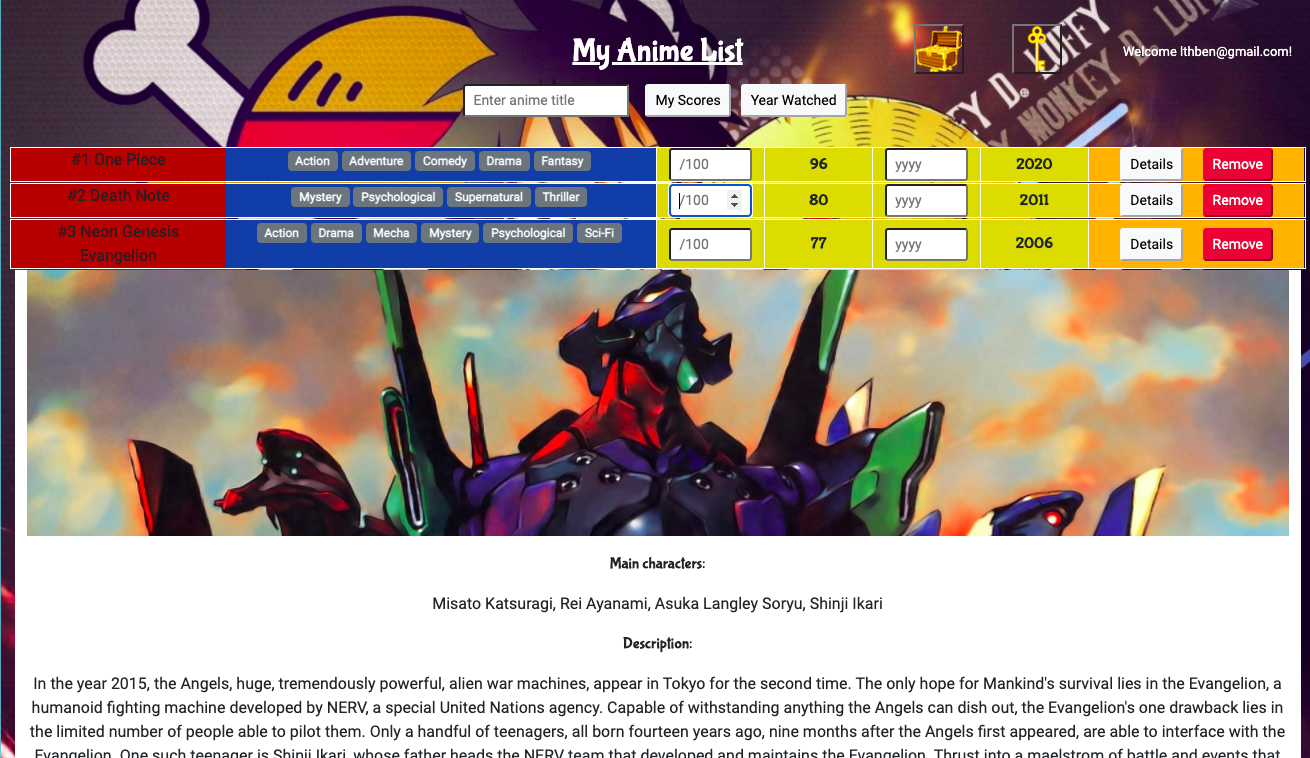 My Anime List
Welcome lthben@gmail.com!
Enter anime title My Scores Year Watched
#1 One Piece Action Adventure Comedy Drama Fantasy /100 96 yyyy 2020 Details Remove
#2 Death Note Mystery Psychological Supernatural Thriller /100 80 yyyy 2011 Details Remove
#3 Neon Genesis Evangelion Action Drama Mecha Mystery Psychological Sci-Fi /100 77 yyyy 2006 Details Remove
D. LUFFY
MONKEY D. LUF
Main characters:
Misato Katsuragi, Rei Ayanami, Asuka Langley Soryu, Shinji Ikari
Description:
In the year 2015, the Angels, huge, tremendously powerful, alien war machines, appear in Tokyo for the second time. The only hope for Mankind's survival lies in the Evangelion, a
humanoid fighting machine developed by NERV, a special United Nations agency. Capable of withstanding anything the Angels can dish out, the Evangelion's one drawback lies in
the limited number of people able to pilot them. Only a handful of teenagers, all born fourteen years ago, nine months after the Angels first appeared, are able to interface with the
Evangelion. One such teenager is Shinji Ikari, whose father heads the NERV team that developed and maintains the Evangelion. Thrust into a maelstrom of battle and events that